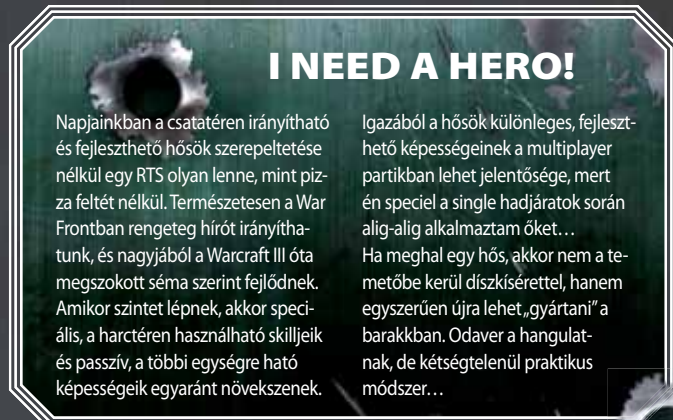 I NEED A HERO!
Napjainkban a csatatéren irányítható
és fejleszthető hősök szerepeltetése
nélkül egy RTS olyan lenne, mint piz-
za feltét nélkül. Természetesen a War
Frontban rengeteg hírót irányítha-
tunk, és nagyjából a Warcraft III óta
megszokott séma szerint fejlődnek.
Amikor szintet lépnek, akkor speci-
ális, a harctéren használható skilljeik
és passzív, a többi egységre ható
képességeik egyaránt növekszenek.
Igazából a hősök különleges, fejleszt-
hető képességeinek a multiplayer
partikban lehet jelentősége, mert
én speciel a single hadjáratok során
alig-alig alkalmaztam őket…
Ha meghal egy hős, akkor nem a te-
metőbe kerül díszkísérettel, hanem
egyszerűen újra lehet „gyártani” a
barakkban. Odaver a hangulat-
nak, de kétségtelenül praktikus
módszer…